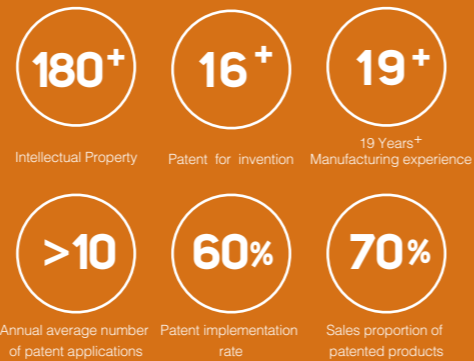 180+
16+
19+
Intellectual Property
Patent for invention
19 Years+
Manufacturing experience
>10
60%
70%
Annual average number
of patent applications
Patent implementation
rate
Sales proportion of
patented products